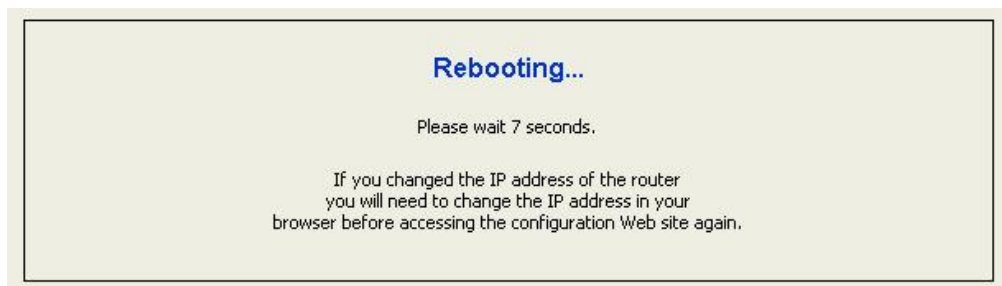 Rebooting...
Please wait 7 seconds.
If you changed the IP address of the router
you will need to change the IP address in your
browser before accessing the configuration Web site again.